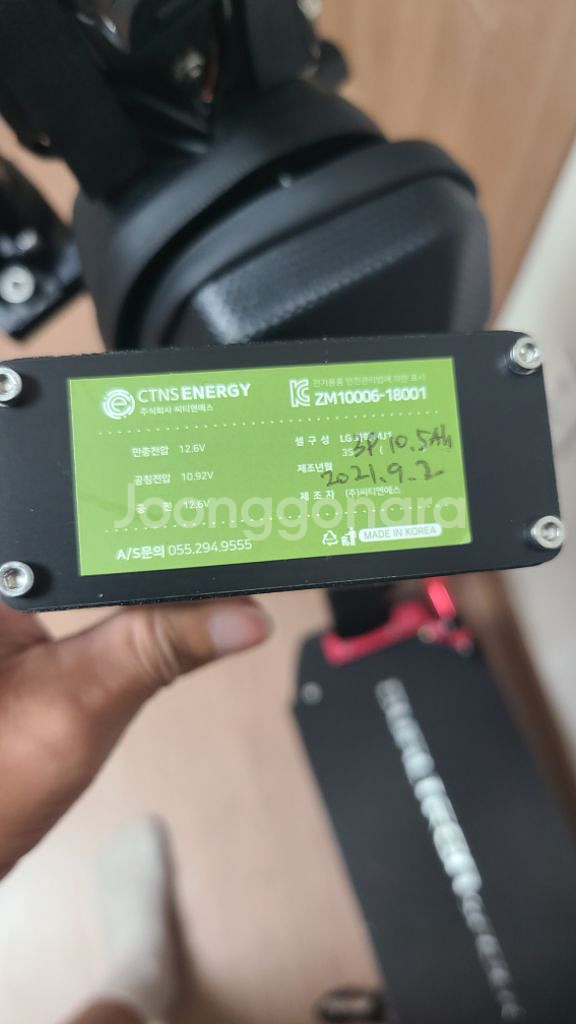 CTNS ENERGY
주식회사 씨티엔에스
전기용품 안전관리법에 의한 표시
ZM10006-18001
만충전압 12.6V
공칭전압 10.92V
12.6V
셀 구 성 LG
3P 10.5Ah
3S
제조년월
2021.9.2
제 조 자 (주)씨티엔에스
A/S문의 055.294.9555
MADE IN KOREA
Joonggonara